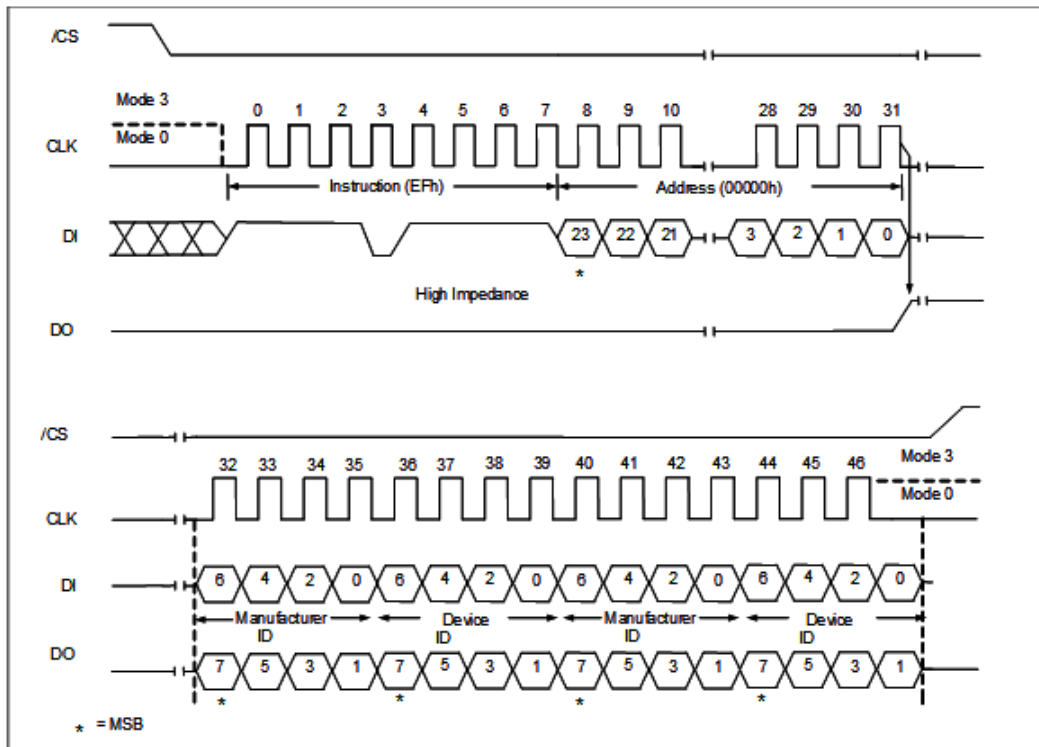 /CS
Mode 3
0 1 2 3 4 5 6 7 8 9 10 28 29 30 31
Mode 0
CLK
Instruction (EFh) Address (00000h)
DI 23 22 21 3 2 1 0
*
High Impedance
DO
/CS
32 33 34 35 36 37 38 39 40 41 42 43 44 45 46
Mode 3
Mode 0
CLK
DI 6 4 2 0 6 4 2 0 6 4 2 0 6 4 2 0
Manufacturer ID Device ID Manufacturer ID Device ID
DO 7 5 3 1 7 5 3 1 7 5 3 1 7 5 3 1
* * * *
* = MSB